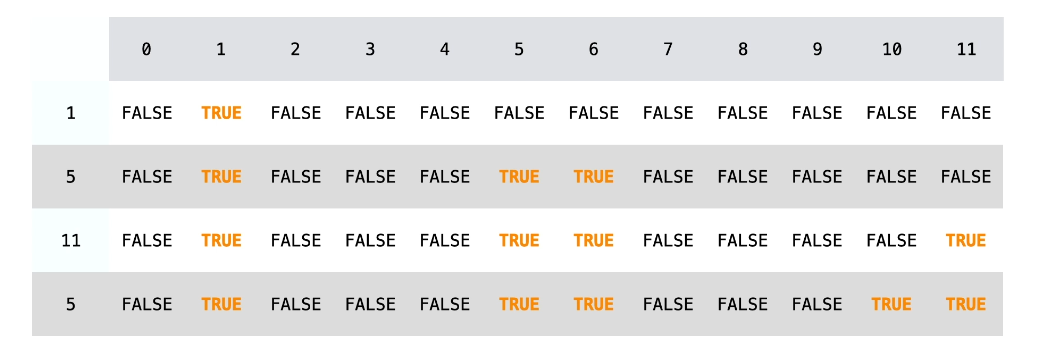 0 1 2 3 4 5 6 7 8 9 10 11
1 FALSE TRUE FALSE FALSE FALSE FALSE FALSE FALSE FALSE FALSE FALSE FALSE
5 FALSE TRUE FALSE FALSE FALSE TRUE TRUE FALSE FALSE FALSE FALSE FALSE
11 FALSE TRUE FALSE FALSE FALSE TRUE TRUE FALSE FALSE FALSE FALSE TRUE
5 FALSE TRUE FALSE FALSE FALSE TRUE TRUE FALSE FALSE FALSE TRUE TRUE